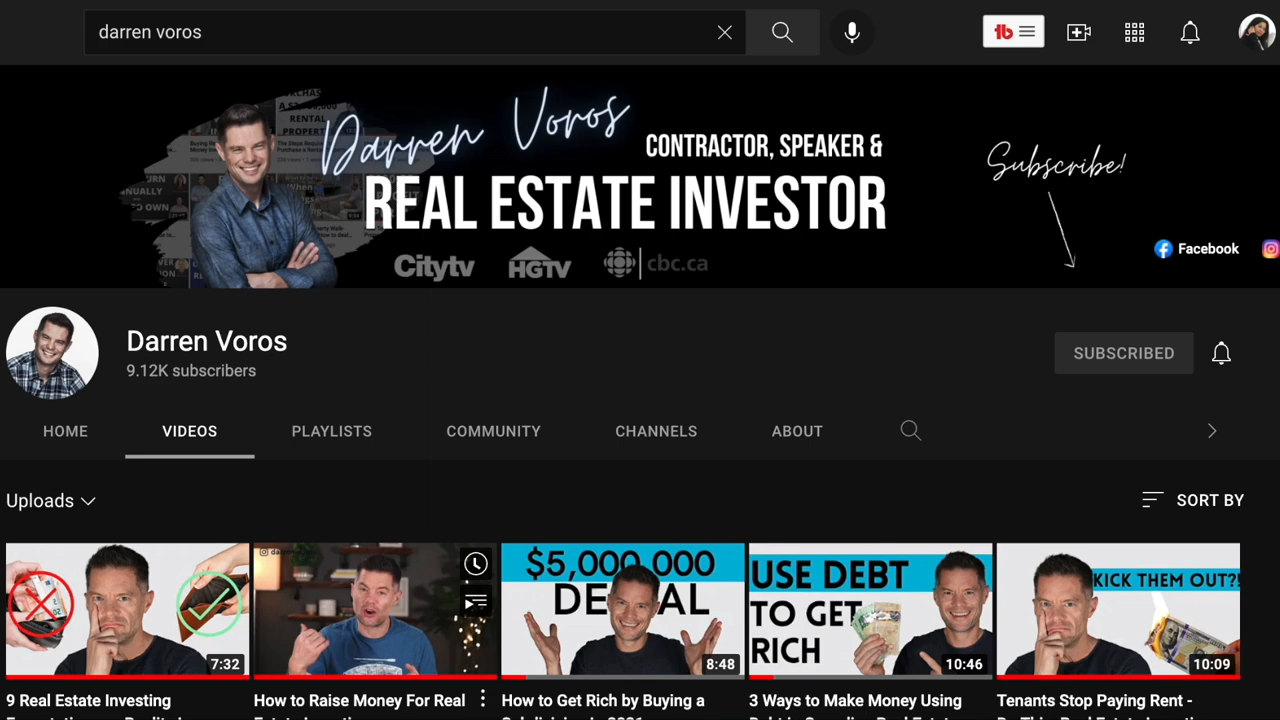 darren voros
PURCHASE
A $
RENTAL
PROPERTY
Darren Voros
CONTRACTOR, SPEAKER &
REAL ESTATE INVESTOR
Citytv
HGTV
cbc.ca
Subscribe!
Facebook
Darren Voros
9.12K subscribers
SUBSCRIBED
HOME
VIDEOS
PLAYLISTS
COMMUNITY
CHANNELS
ABOUT
Uploads
SORT BY
7:32
$5,000,000
DEAL
8:48
USE DEBT
TO GET
RICH
10:46
KICK THEM OUT?!
10:09
9 Real Estate Investing
How to Raise Money For Real
How to Get Rich by Buying a
3 Ways to Make Money Using
Tenants Stop Paying Rent -